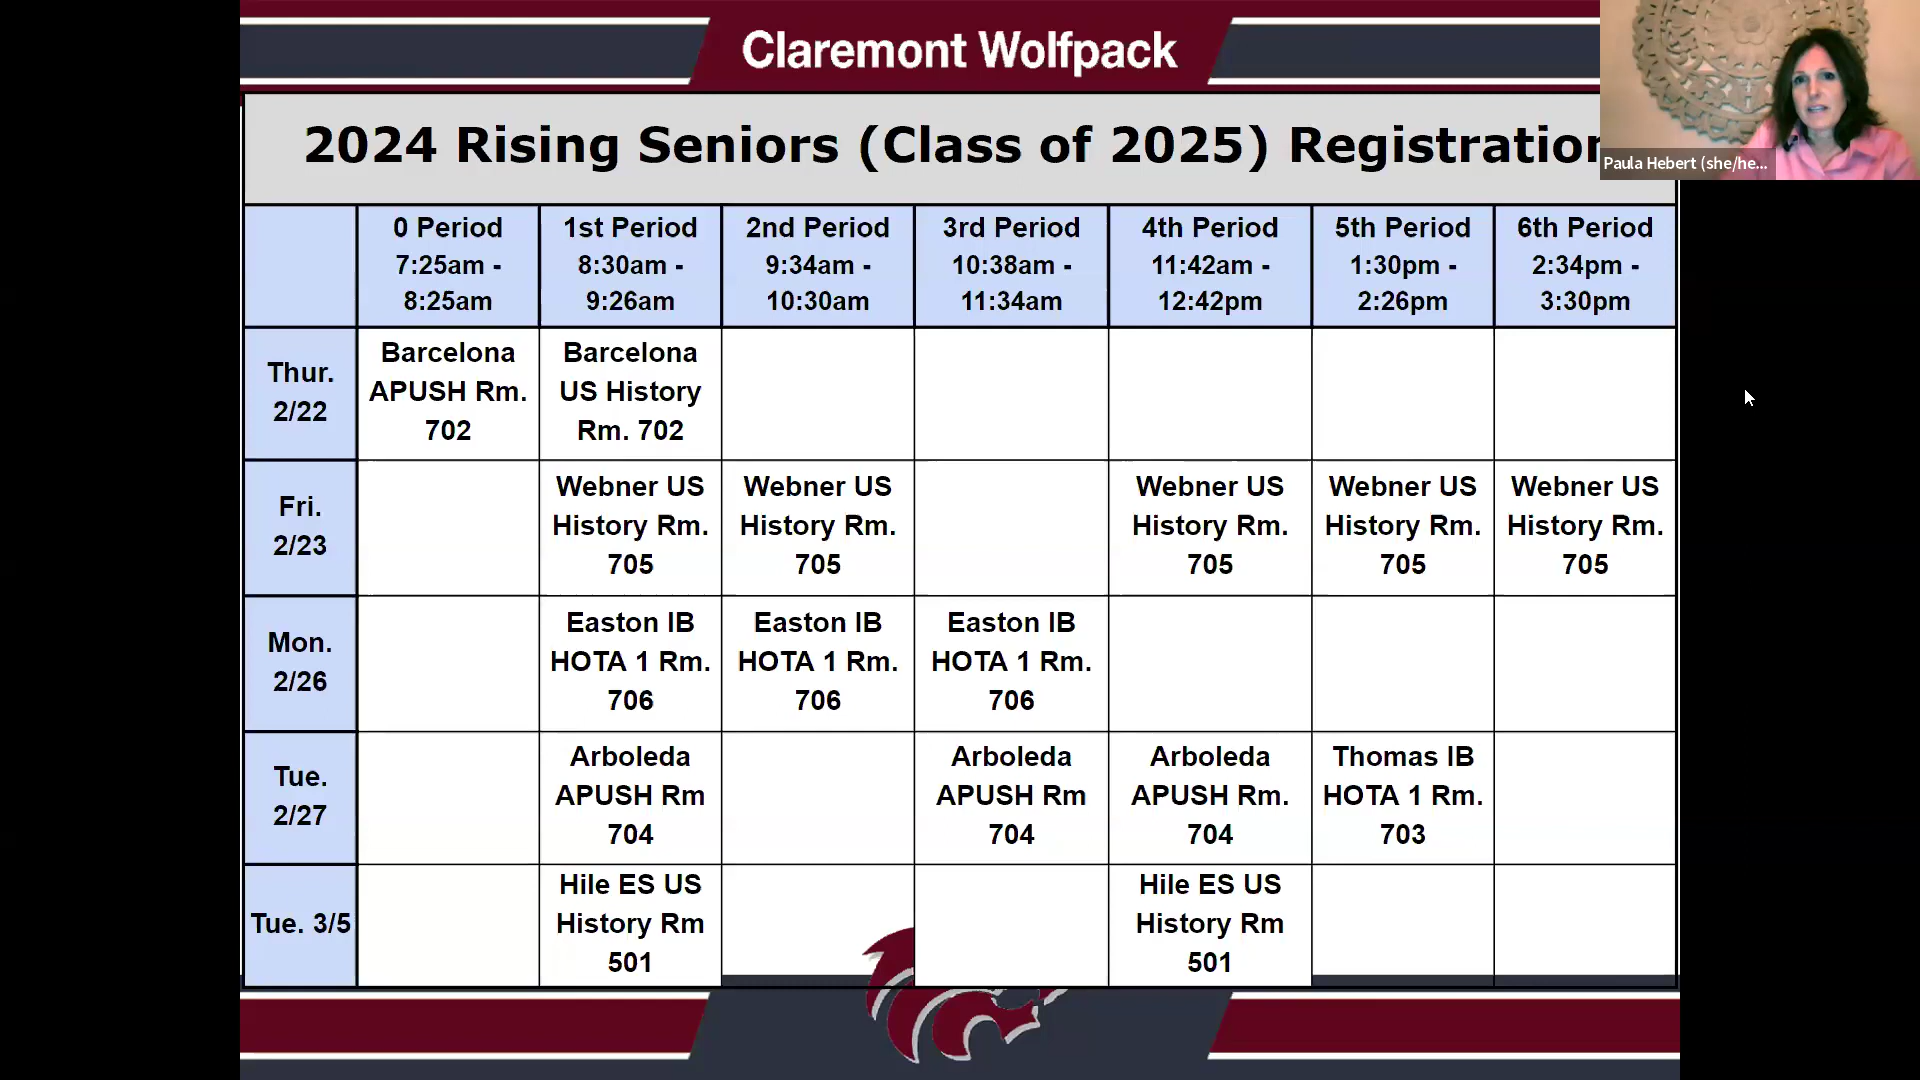 Claremont Wolfpack
2024 Rising Seniors (Class of 2025) Registration
Paula Hebert (she/he...
0 Period
7:25am -
8:25am
1st Period
8:30am -
9:26am
2nd Period
9:34am -
10:30am
3rd Period
10:38am -
11:34am
4th Period
11:42am -
12:42pm
5th Period
1:30pm -
2:26pm
6th Period
2:34pm -
3:30pm
Thur.
2/22
Barcelona
APUSH Rm.
702
Barcelona
US History
Rm. 702
Fri.
2/23
Webner US
History Rm.
705
Webner US
History Rm.
705
Webner US
History Rm.
705
Webner US
History Rm.
705
Webner US
History Rm.
705
Mon.
2/26
Easton IB
HOTA 1 Rm.
706
Easton IB
HOTA 1 Rm.
706
Easton IB
HOTA 1 Rm.
706
Tue.
2/27
Arboleda
APUSH Rm
704
Arboleda
APUSH Rm
704
Arboleda
APUSH Rm.
704
Thomas IB
HOTA 1 Rm.
703
Tue. 3/5
Hile ES US
History Rm
501
Hile ES US
History Rm
501